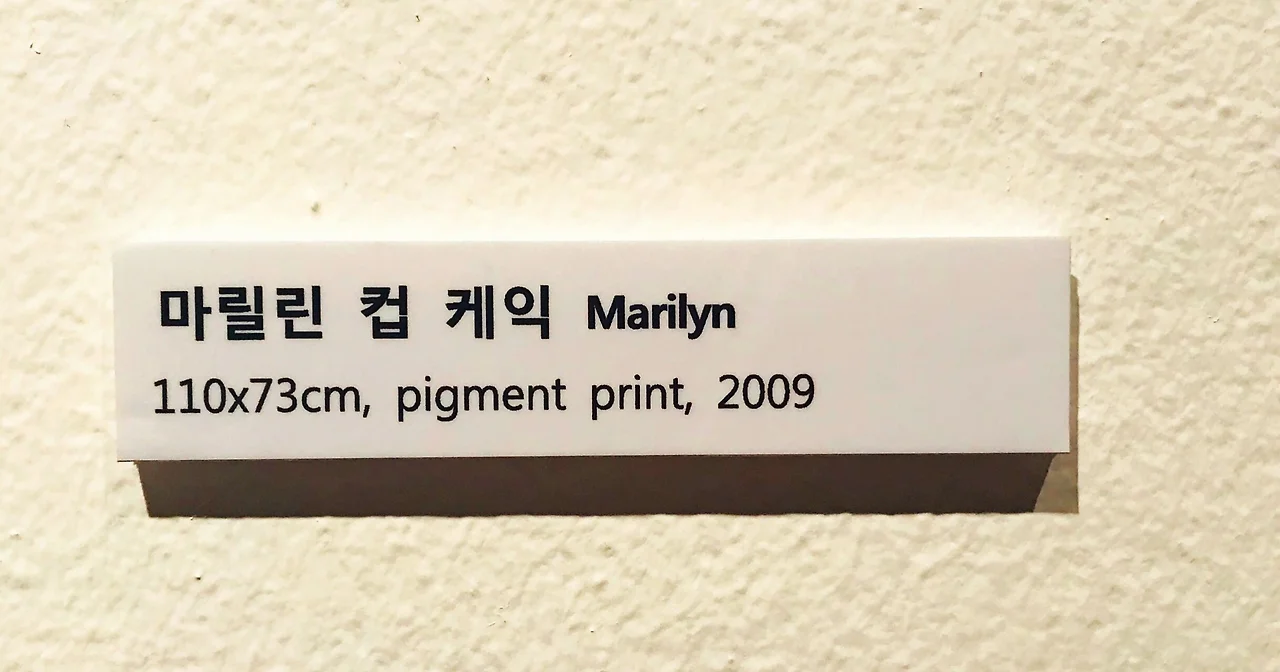 마릴린 컵 케익 Marilyn
110x73cm, pigment print, 2009